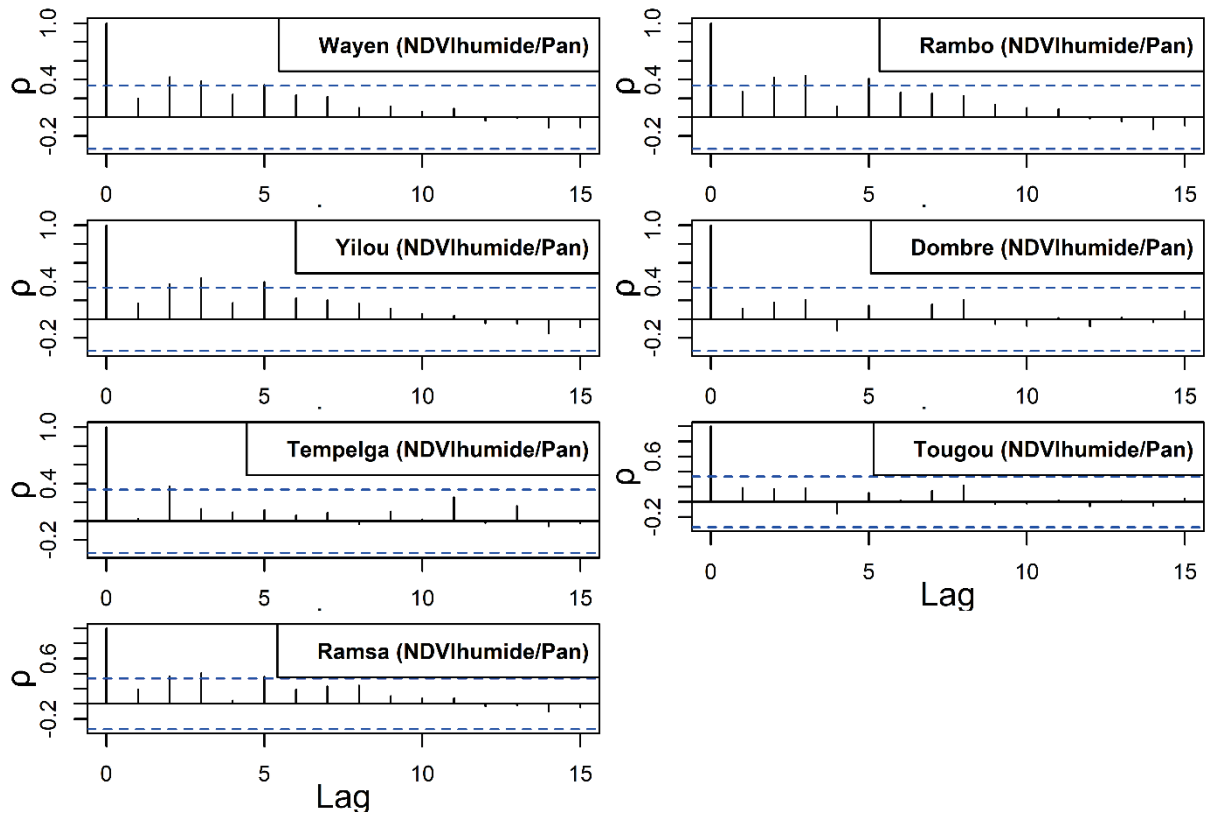 Wayen (NDVIhumide/Pan)
ρ
-0.2 0.4 1.0
0 5 10 15
Rambo (NDVIhumide/Pan)
ρ
-0.2 0.4 1.0
0 5 10 15
Yilou (NDVIhumide/Pan)
ρ
-0.2 0.4 1.0
0 5 10 15
Dombre (NDVIhumide/Pan)
ρ
-0.2 0.4 1.0
0 5 10 15
Tempelga (NDVIhumide/Pan)
ρ
-0.2 0.4 1.0
0 5 10 15
Tougou (NDVIhumide/Pan)
ρ
-0.2 0.6
0 5 10 15
Lag
Ramsa (NDVIhumide/Pan)
ρ
-0.2 0.6
0 5 10 15
Lag